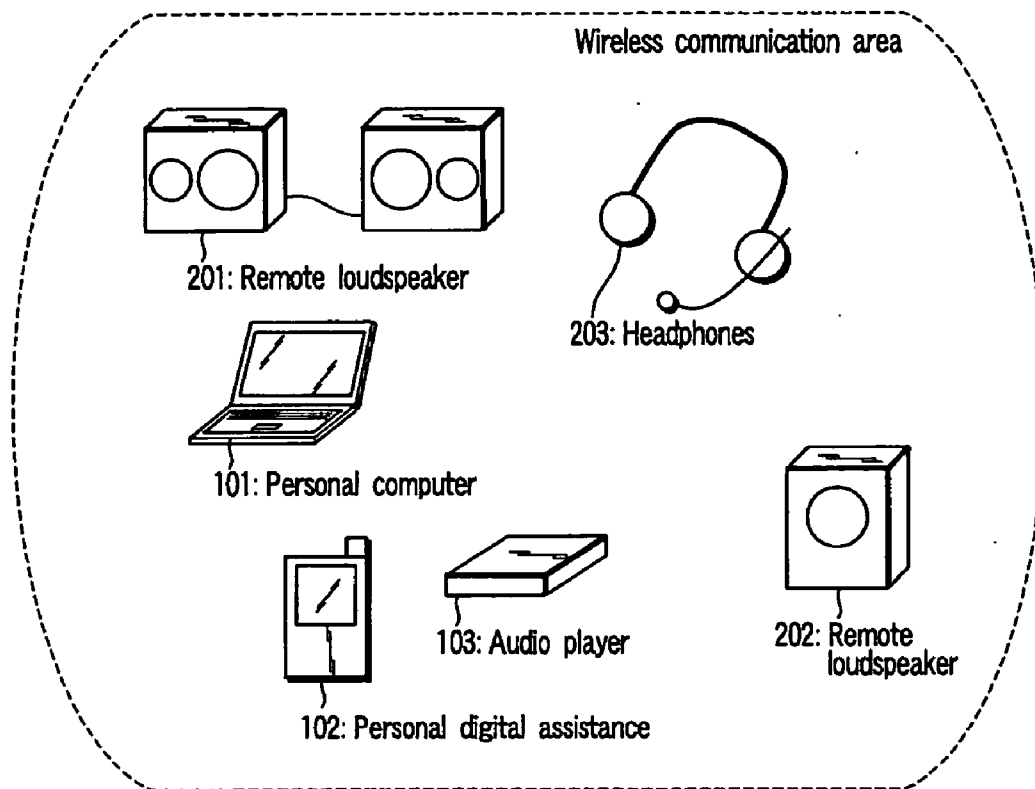 Wireless communication area
201: Remote loudspeaker
203: Headphones
101: Personal computer
103: Audio player
202: Remote
loudspeaker
102: Personal digital assistance